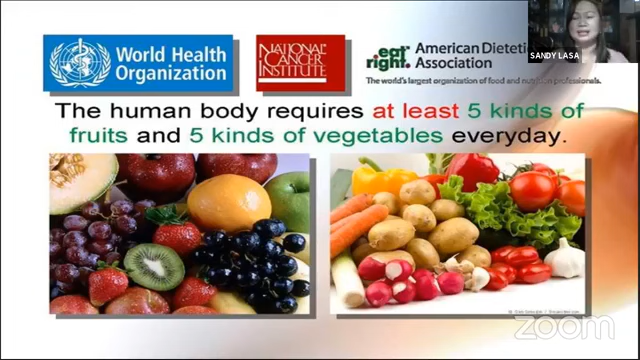 World Health
Organization
NATIONAL
CANCER
INSTITUTE
eat
right.
American Dieteti
Association
The world's largest organization of food and nutrition professionals.
SANDY LASA
The human body requires at least 5 kinds of
fruits and 5 kinds of vegetables everyday.
zoom